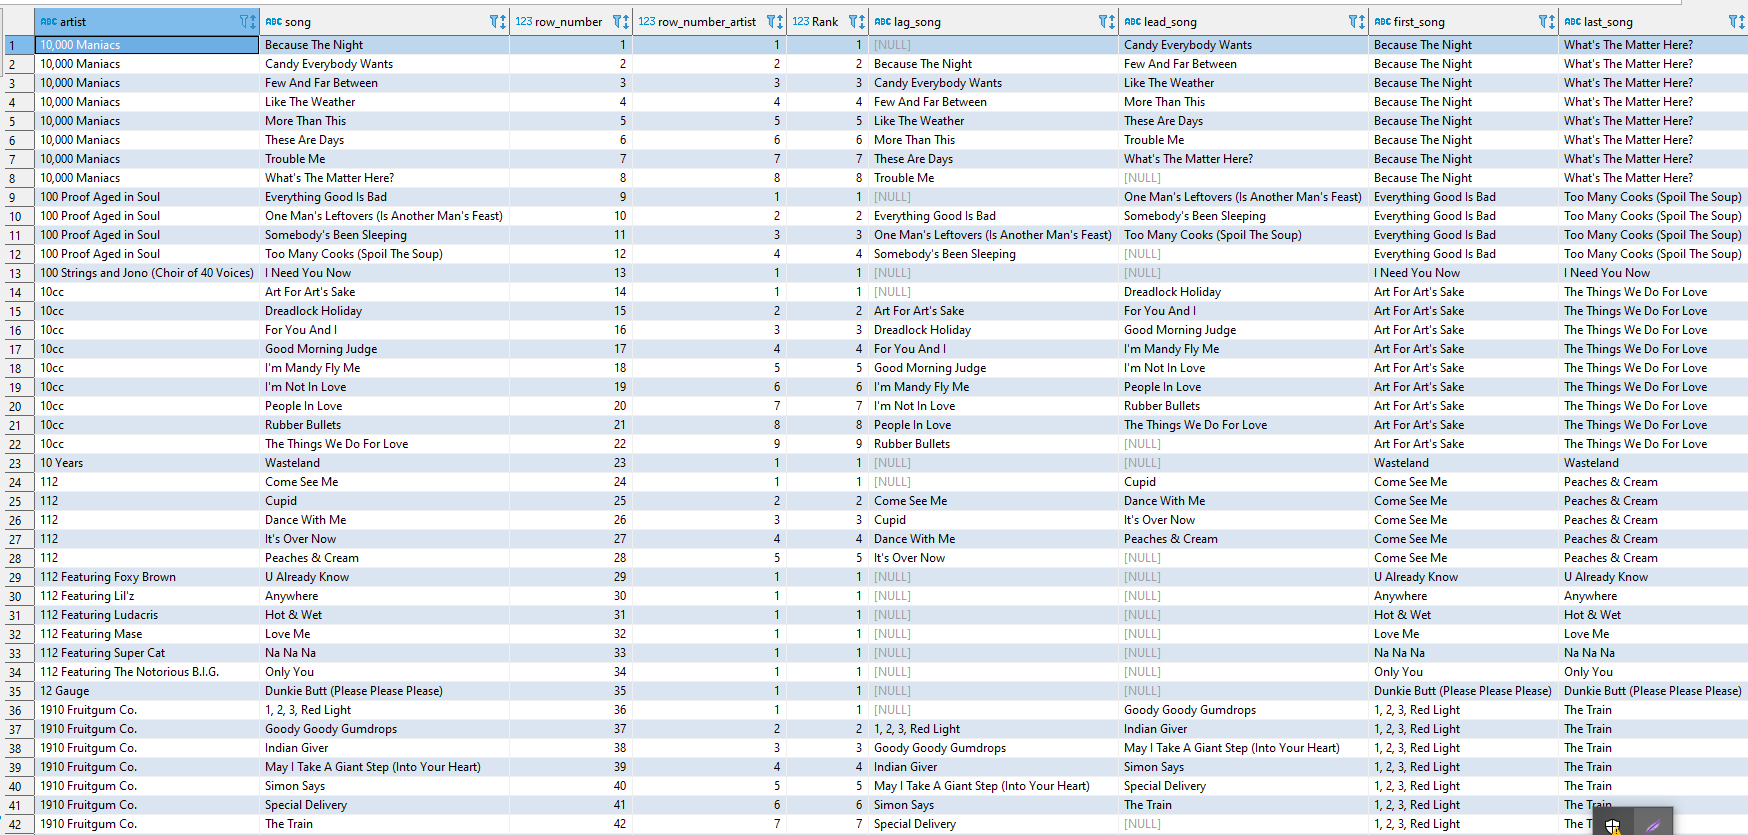 ABC artist ABC song 123 row_number 123 row_number_artist 123 Rank ABC lag_song ABC lead_song ABC first_song ABC last_song
1 10,000 Maniacs Because The Night 1 1 1 [NULL] Candy Everybody Wants Because The Night What's The Matter Here?
2 10,000 Maniacs Candy Everybody Wants 2 2 2 Because The Night Few And Far Between Because The Night What's The Matter Here?
3 10,000 Maniacs Few And Far Between 3 3 3 Candy Everybody Wants Like The Weather Because The Night What's The Matter Here?
4 10,000 Maniacs Like The Weather 4 4 4 Few And Far Between More Than This Because The Night What's The Matter Here?
5 10,000 Maniacs More Than This 5 5 5 Like The Weather These Are Days Because The Night What's The Matter Here?
6 10,000 Maniacs These Are Days 6 6 6 More Than This Trouble Me Because The Night What's The Matter Here?
7 10,000 Maniacs Trouble Me 7 7 7 These Are Days What's The Matter Here? Because The Night What's The Matter Here?
8 10,000 Maniacs What's The Matter Here? 8 8 8 Trouble Me [NULL] Because The Night What's The Matter Here?
9 100 Proof Aged in Soul Everything Good Is Bad 9 1 1 [NULL] One Man's Leftovers (Is Another Man's Feast) Everything Good Is Bad Too Many Cooks (Spoil The Soup)
10 100 Proof Aged in Soul One Man's Leftovers (Is Another Man's Feast) 10 2 2 Everything Good Is Bad Somebody's Been Sleeping Everything Good Is Bad Too Many Cooks (Spoil The Soup)
11 100 Proof Aged in Soul Somebody's Been Sleeping 11 3 3 One Man's Leftovers (Is Another Man's Feast) Too Many Cooks (Spoil The Soup) Everything Good Is Bad Too Many Cooks (Spoil The Soup)
12 100 Proof Aged in Soul Too Many Cooks (Spoil The Soup) 12 4 4 Somebody's Been Sleeping [NULL] Everything Good Is Bad Too Many Cooks (Spoil The Soup)
13 100 Strings and Jono (Choir of 40 Voices) I Need You Now 13 1 1 [NULL] [NULL] I Need You Now I Need You Now
14 10cc Art For Art's Sake 14 1 1 [NULL] Dreadlock Holiday Art For Art's Sake The Things We Do For Love
15 10cc Dreadlock Holiday 15 2 2 Art For Art's Sake For You And I Art For Art's Sake The Things We Do For Love
16 10cc For You And I 16 3 3 Dreadlock Holiday Good Morning Judge Art For Art's Sake The Things We Do For Love
17 10cc Good Morning Judge 17 4 4 For You And I I'm Mandy Fly Me Art For Art's Sake The Things We Do For Love
18 10cc I'm Mandy Fly Me 18 5 5 Good Morning Judge I'm Not In Love Art For Art's Sake The Things We Do For Love
19 10cc I'm Not In Love 19 6 6 I'm Mandy Fly Me People In Love Art For Art's Sake The Things We Do For Love
20 10cc People In Love 20 7 7 I'm Not In Love Rubber Bullets Art For Art's Sake The Things We Do For Love
21 10cc Rubber Bullets 21 8 8 People In Love The Things We Do For Love Art For Art's Sake The Things We Do For Love
22 10cc The Things We Do For Love 22 9 9 Rubber Bullets [NULL] Art For Art's Sake The Things We Do For Love
23 10 Years Wasteland 23 1 1 [NULL] [NULL] Wasteland Wasteland
24 112 Come See Me 24 1 1 [NULL] Cupid Come See Me Peaches & Cream
25 112 Cupid 25 2 2 Come See Me Dance With Me Come See Me Peaches & Cream
26 112 Dance With Me 26 3 3 Cupid It's Over Now Come See Me Peaches & Cream
27 112 It's Over Now 27 4 4 Dance With Me Peaches & Cream Come See Me Peaches & Cream
28 112 Peaches & Cream 28 5 5 It's Over Now [NULL] Come See Me Peaches & Cream
29 112 Featuring Foxy Brown U Already Know 29 1 1 [NULL] [NULL] U Already Know U Already Know
30 112 Featuring Lil'z Anywhere 30 1 1 [NULL] [NULL] Anywhere Anywhere
31 112 Featuring Ludacris Hot & Wet 31 1 1 [NULL] [NULL] Hot & Wet Hot & Wet
32 112 Featuring Mase Love Me 32 1 1 [NULL] [NULL] Love Me Love Me
33 112 Featuring Super Cat Na Na Na 33 1 1 [NULL] [NULL] Na Na Na Na Na Na
34 112 Featuring The Notorious B.I.G. Only You 34 1 1 [NULL] [NULL] Only You Only You
35 12 Gauge Dunkie Butt (Please Please Please) 35 1 1 [NULL] [NULL] Dunkie Butt (Please Please Please) Dunkie Butt (Please Please Please)
36 1910 Fruitgum Co. 1, 2, 3, Red Light 36 1 1 [NULL] Goody Goody Gumdrops 1, 2, 3, Red Light The Train
37 1910 Fruitgum Co. Goody Goody Gumdrops 37 2 2 1, 2, 3, Red Light Indian Giver 1, 2, 3, Red Light The Train
38 1910 Fruitgum Co. Indian Giver 38 3 3 Goody Goody Gumdrops May I Take A Giant Step (Into Your Heart) 1, 2, 3, Red Light The Train
39 1910 Fruitgum Co. May I Take A Giant Step (Into Your Heart) 39 4 4 Indian Giver Simon Says 1, 2, 3, Red Light The Train
40 1910 Fruitgum Co. Simon Says 40 5 5 May I Take A Giant Step (Into Your Heart) Special Delivery 1, 2, 3, Red Light The Train
41 1910 Fruitgum Co. Special Delivery 41 6 6 Simon Says The Train 1, 2, 3, Red Light The Train
42 1910 Fruitgum Co. The Train 42 7 7 Special Delivery [NULL] 1, 2, 3, Red Light The T